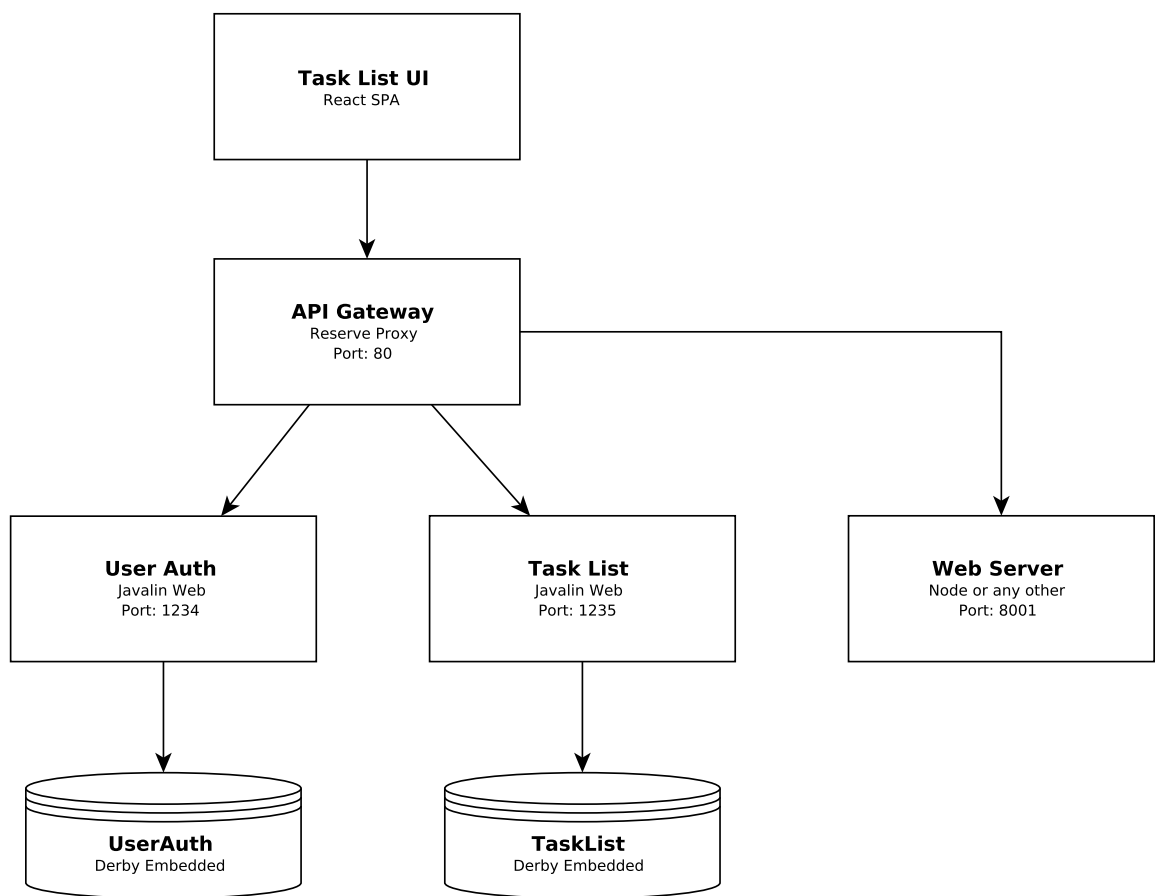 Task List UI
React SPA
API Gateway
Reserve Proxy
Port: 80
User Auth
Javalin Web
Port: 1234
Task List
Javalin Web
Port: 1235
Web Server
Node or any other
Port: 8001
UserAuth
Derby Embedded
TaskList
Derby Embedded